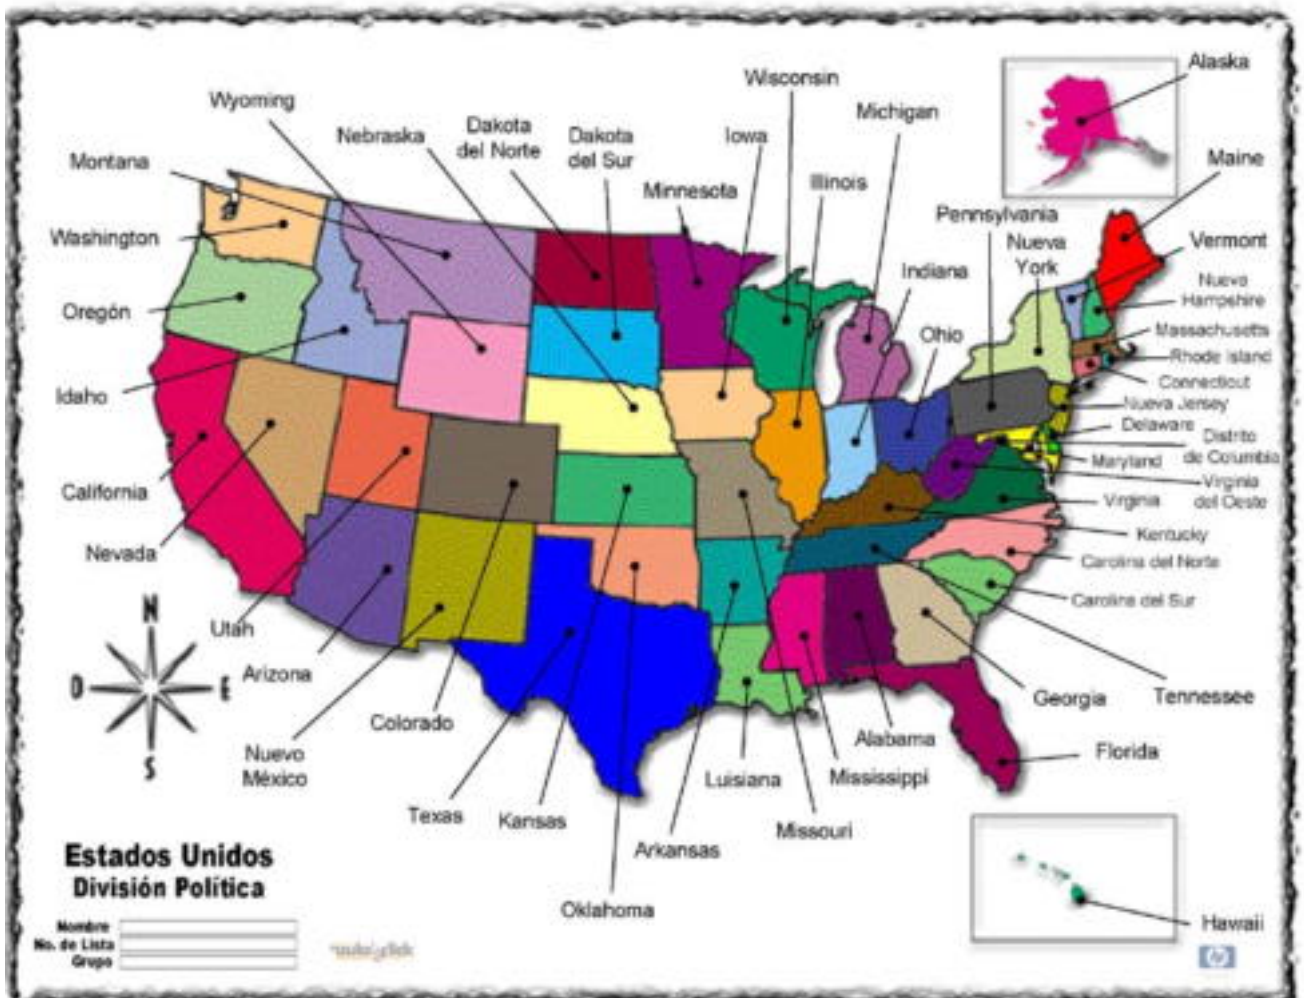 Alaska
Wisconsin
Wyoming
Michigan
Nebraska
Dakota
del Norte
Dakota
del Sur
Iowa
Maine
Montana
Minnesota
Illinois
Pennsylvania
Washington
Nueva
York
Vermont
Indiana
Nueva
Hampshire
Oregón
Ohio
Massachusetts
Rhode Island
Connecticut
Idaho
Nueva Jersey
Delaware
Distrito
de Columbia
Maryland
California
Virginia
del Oeste
Virginia
Kentucky
Nevada
Carolina del Norte
Carolina del Sur
N
O
E
S
Utah
Arizona
Georgia
Tennessee
Colorado
Alabama
Florida
Nuevo
México
Luisiana
Mississippi
Texas
Kansas
Missouri
Arkansas
Oklahoma
Hawaii
Estados Unidos
División Política
Nombre
No. de Lista
Grupo
hp